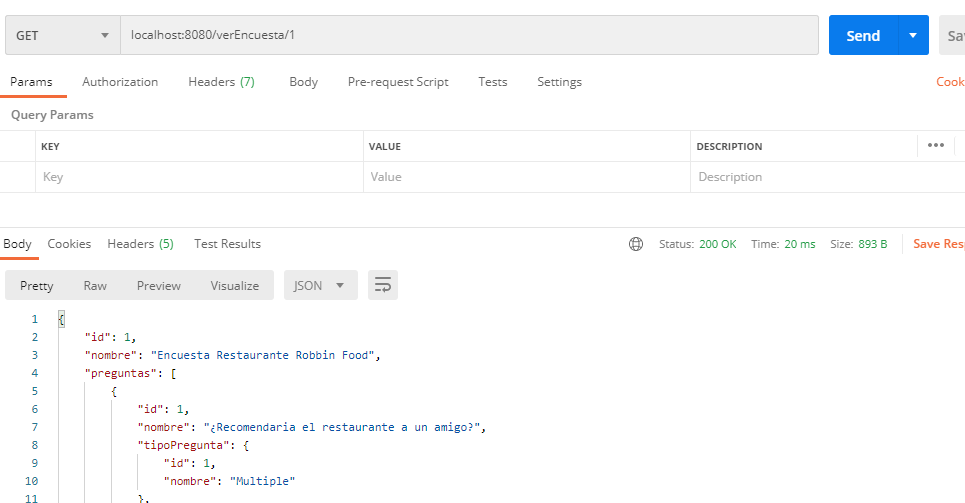 GET localhost:8080/verEncuesta/1 Send Sa
Params Authorization Headers (7) Body Pre-request Script Tests Settings Cook
Query Params
KEY VALUE DESCRIPTION •••
Key Value Description
Body Cookies Headers (5) Test Results Status: 200 OK Time: 20 ms Size: 893 B Save Resp
Pretty Raw Preview Visualize JSON
1 {
2 "id": 1,
3 "nombre": "Encuesta Restaurante Robbin Food",
4 "preguntas": [
5 {
6 "id": 1,
7 "nombre": "¿Recomendaria el restaurante a un amigo?",
8 "tipoPregunta": {
9 "id": 1,
10 "nombre": "Multiple"
11 },